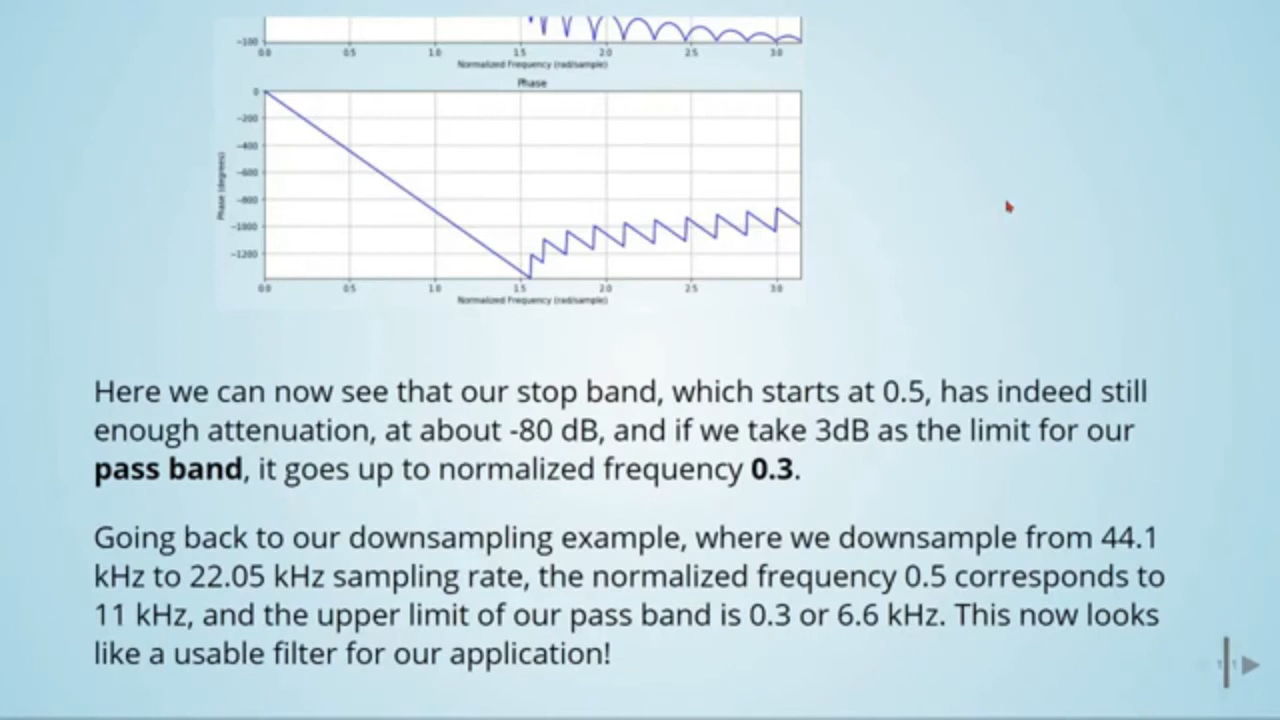 −100
0.0 0.5 1.0 1.5 2.0 2.5 3.0
Normalized Frequency (rad/sample)
Phase
0
−200
−400
−600
−800
−1000
−1200
Phase (degrees)
0.0 0.5 1.0 1.5 2.0 2.5 3.0
Normalized Frequency (rad/sample)
Here we can now see that our stop band, which starts at 0.5, has indeed still
enough attenuation, at about -80 dB, and if we take 3dB as the limit for our
pass band, it goes up to normalized frequency 0.3.
Going back to our downsampling example, where we downsample from 44.1
kHz to 22.05 kHz sampling rate, the normalized frequency 0.5 corresponds to
11 kHz, and the upper limit of our pass band is 0.3 or 6.6 kHz. This now looks
like a usable filter for our application!